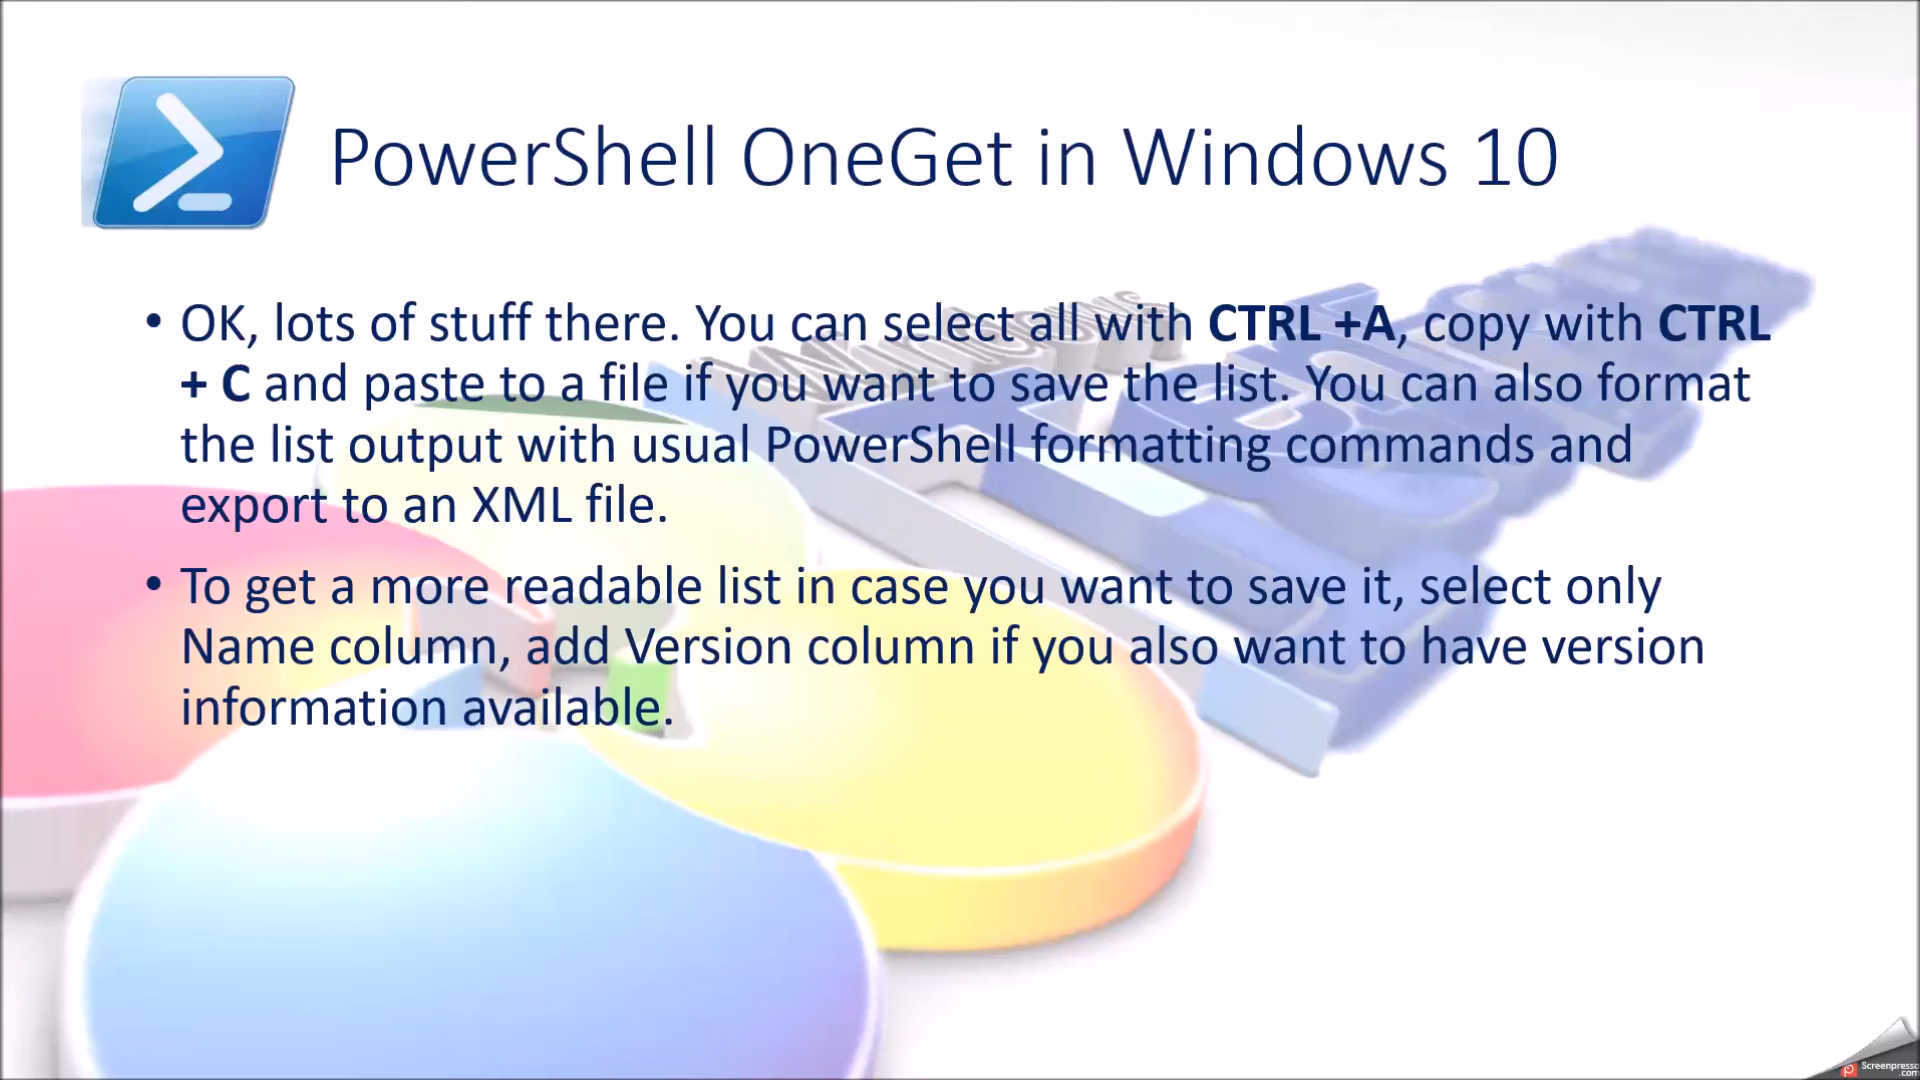 PowerShell OneGet in Windows 10
• OK, lots of stuff there. You can select all with CTRL +A, copy with CTRL
+ C and paste to a file if you want to save the list. You can also format
the list output with usual PowerShell formatting commands and
export to an XML file.
• To get a more readable list in case you want to save it, select only
Name column, add Version column if you also want to have version
information available.
Windows
Screenpresso
.com